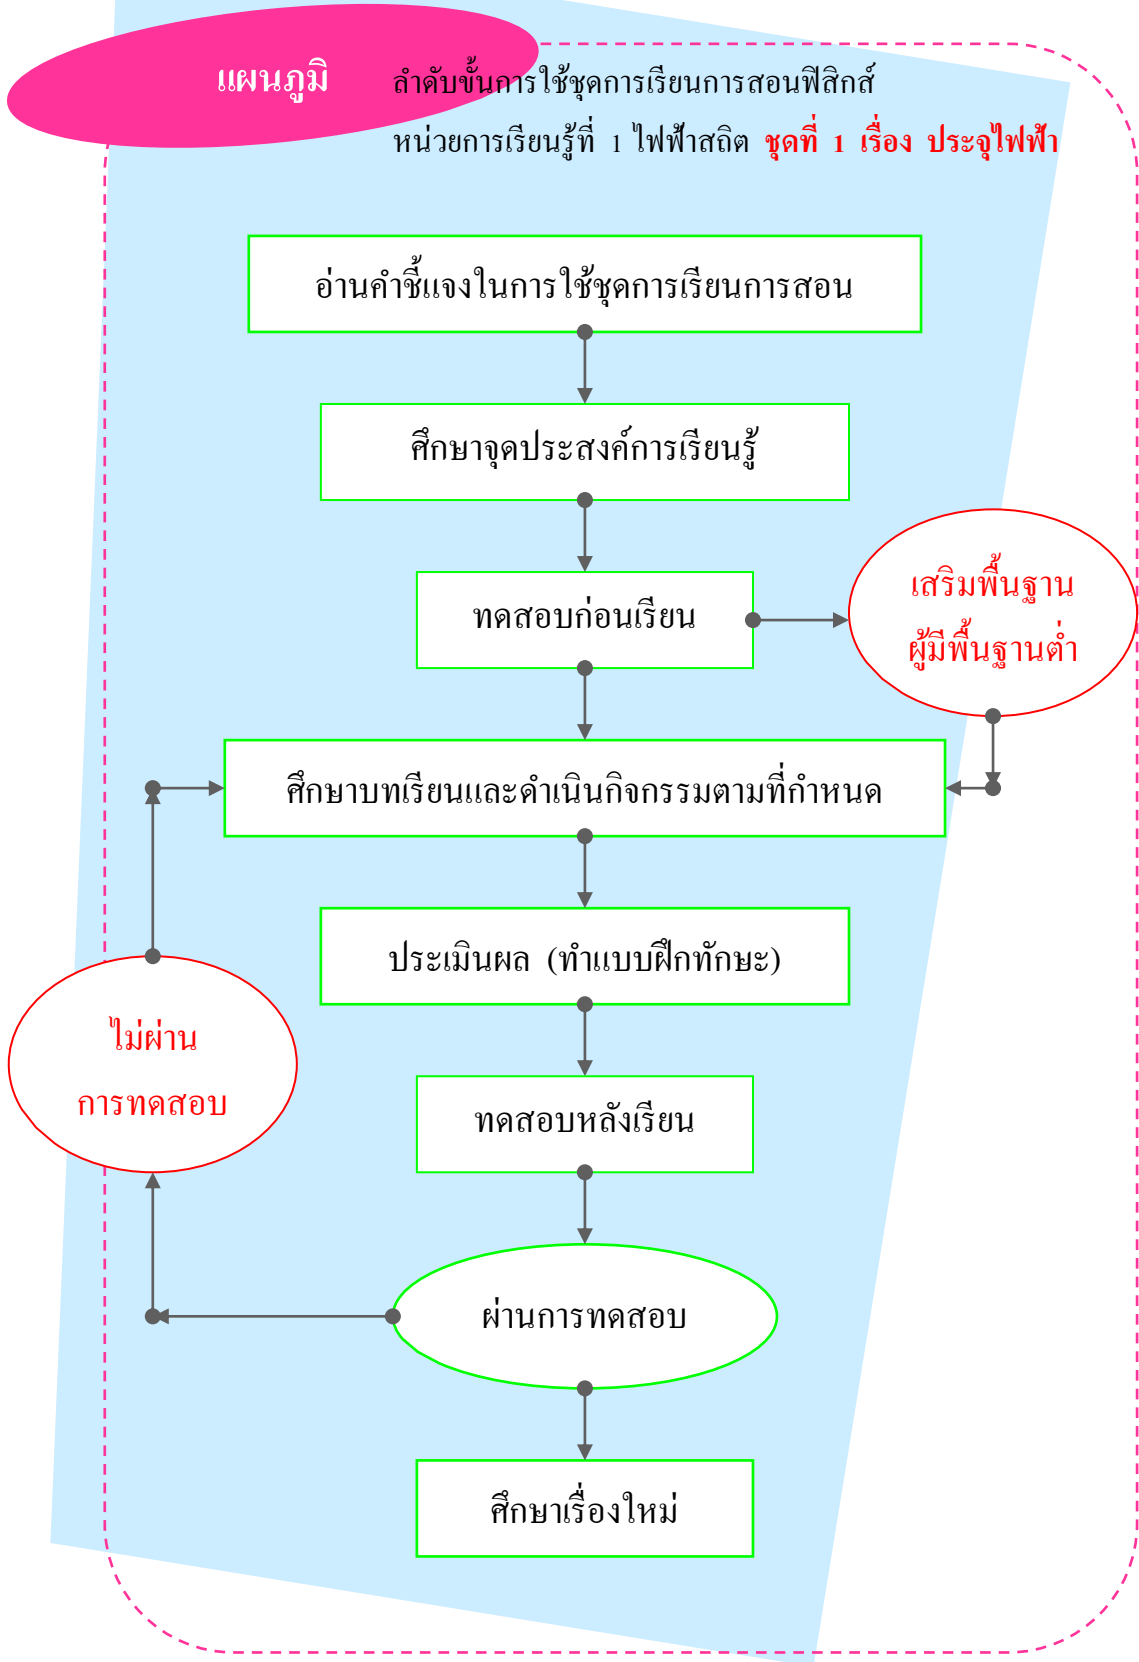 แผนภูมิ
ลำดับขั้นการใช้ชุดการเรียนการสอนฟิสิกส์
หน่วยการเรียนรู้ที่ 1 ไฟฟ้าสถิต ชุดที่ 1 เรื่อง ประจุไฟฟ้า
อ่านคำชี้แจงในการใช้ชุดการเรียนการสอน
ศึกษาจุดประสงค์การเรียนรู้
ทดสอบก่อนเรียน
เสริมพื้นฐาน
ผู้มีพื้นฐานต่ำ
ศึกษาบทเรียนและดำเนินกิจกรรมตามที่กำหนด
ประเมินผล (ทำแบบฝึกทักษะ)
ไม่ผ่าน
การทดสอบ
ทดสอบหลังเรียน
ผ่านการทดสอบ
ศึกษาเรื่องใหม่